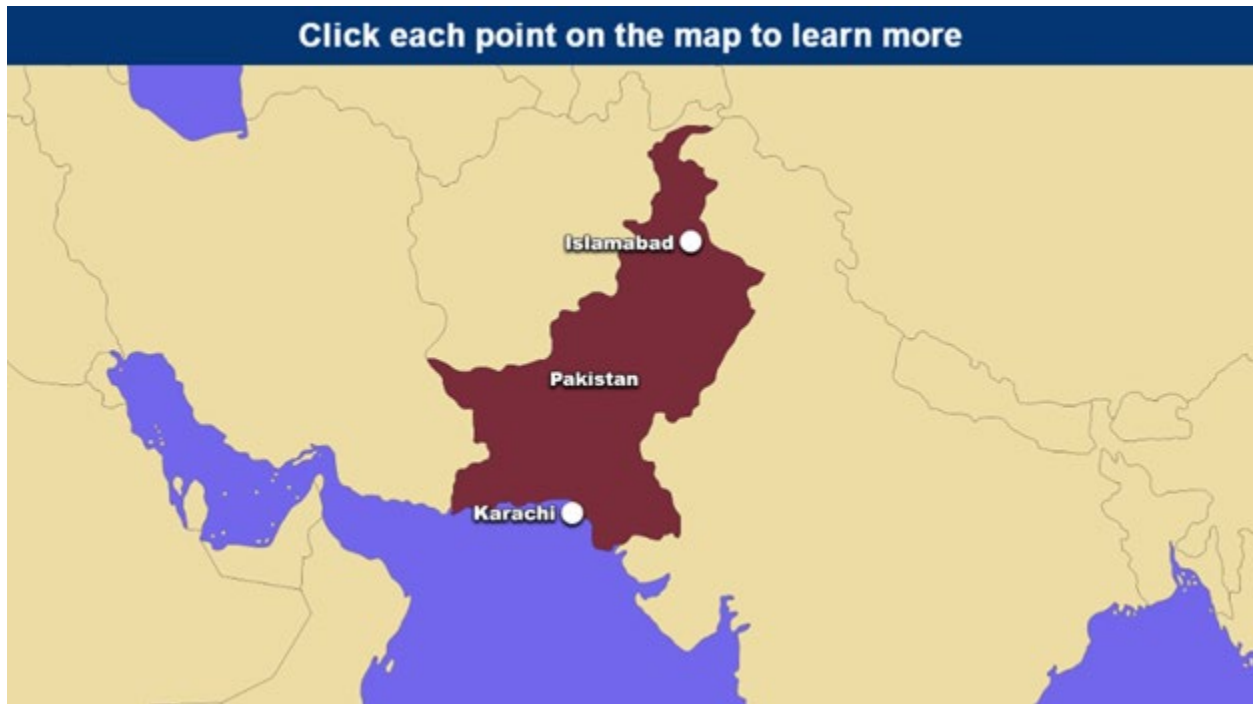 Click each point on the map to learn more
Islamabad
Pakistan
Karachi